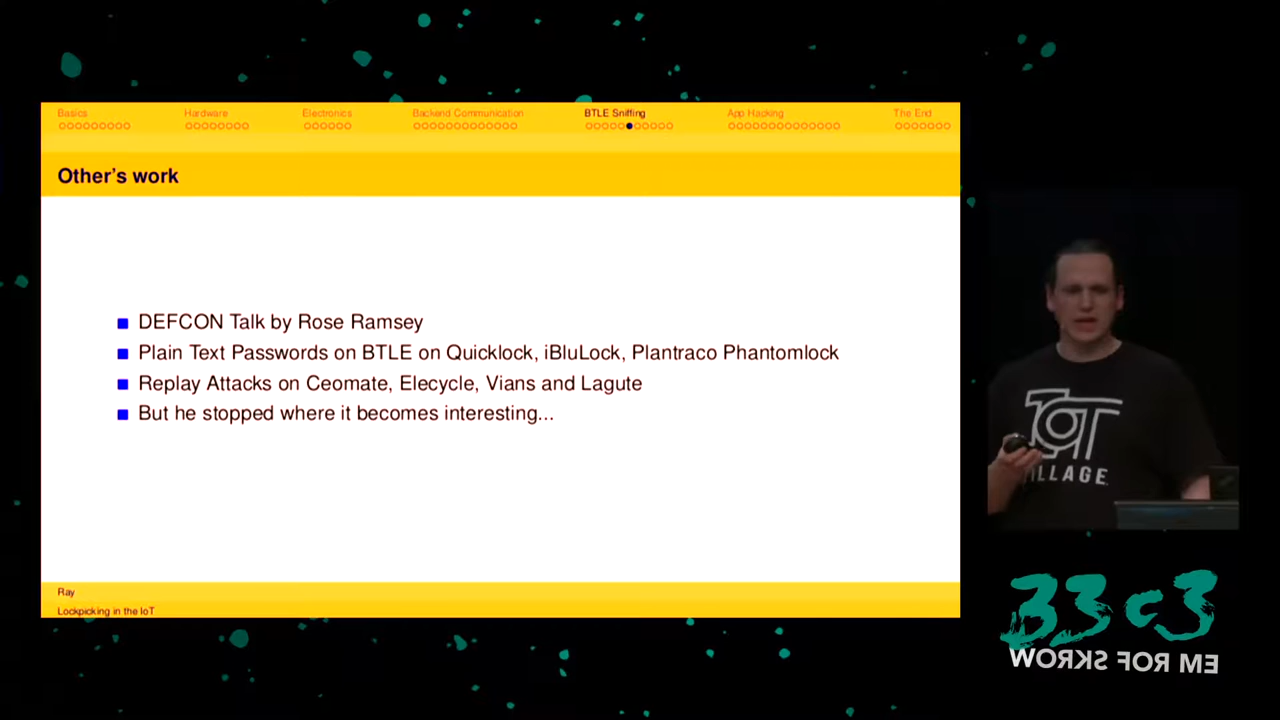 Basics
Hardware
Electronics
Backend Communication
BTLE Sniffing
App Hacking
The End
Other's work
DEFCON Talk by Rose Ramsey
Plain Text Passwords on BTLE on Quicklock, iBluLock, Plantraco Phantomlock
Replay Attacks on Ceomate, Elecycle, Vians and Lagute
But he stopped where it becomes interesting...
Ray
Lockpicking in the IoT
IoT
VILLAGE
33c3
WORKS FOR ME